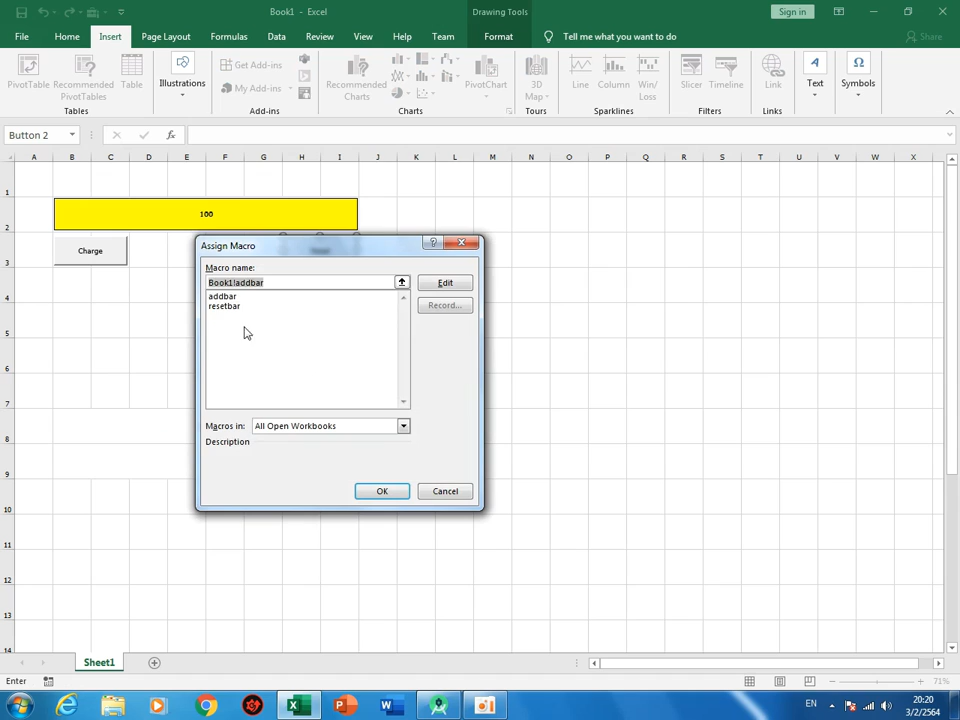 Book1 - Excel
Drawing Tools
Sign in
File Home Insert Page Layout Formulas Data Review View Help Team Format Tell me what you want to do Share
PivotTable Recommended PivotTables Table
Tables
Illustrations
Get Add-ins
My Add-ins
Add-ins
Recommended Charts
PivotChart
Charts
3D Map
Tours
Line Column Win/Loss
Sparklines
Slicer Timeline
Filters
Link
Links
Text
Symbols
Button 2
fx
A B C D E F G H I J K L M N O P Q R S T U V W X
1
2
3
4
5
6
7
8
9
10
11
12
13
14
100
Charge
Assign Macro
Macro name:
Book1!addbar
addbar
resetbar
Edit
Record...
Macros in: All Open Workbooks
Description
OK Cancel
Sheet1
Enter
71%
EN
20:20
3/2/2564